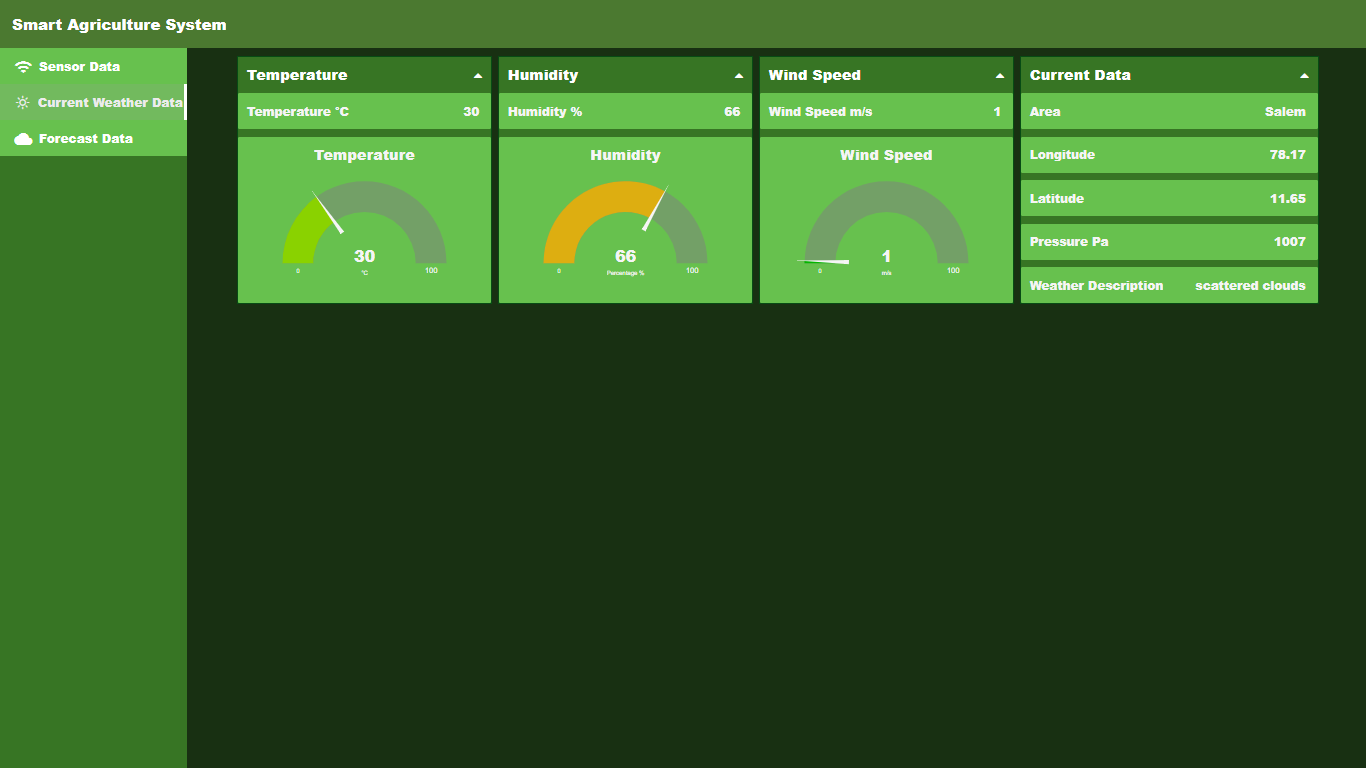 Smart Agriculture System
Sensor Data
Current Weather Data
Forecast Data
Temperature
Temperature °C 30
Temperature
30
°C
0 100
Humidity
Humidity % 66
Humidity
66
Percentage %
0 100
Wind Speed
Wind Speed m/s 1
Wind Speed
1
m/s
0 100
Current Data
Area Salem
Longitude 78.17
Latitude 11.65
Pressure Pa 1007
Weather Description scattered clouds